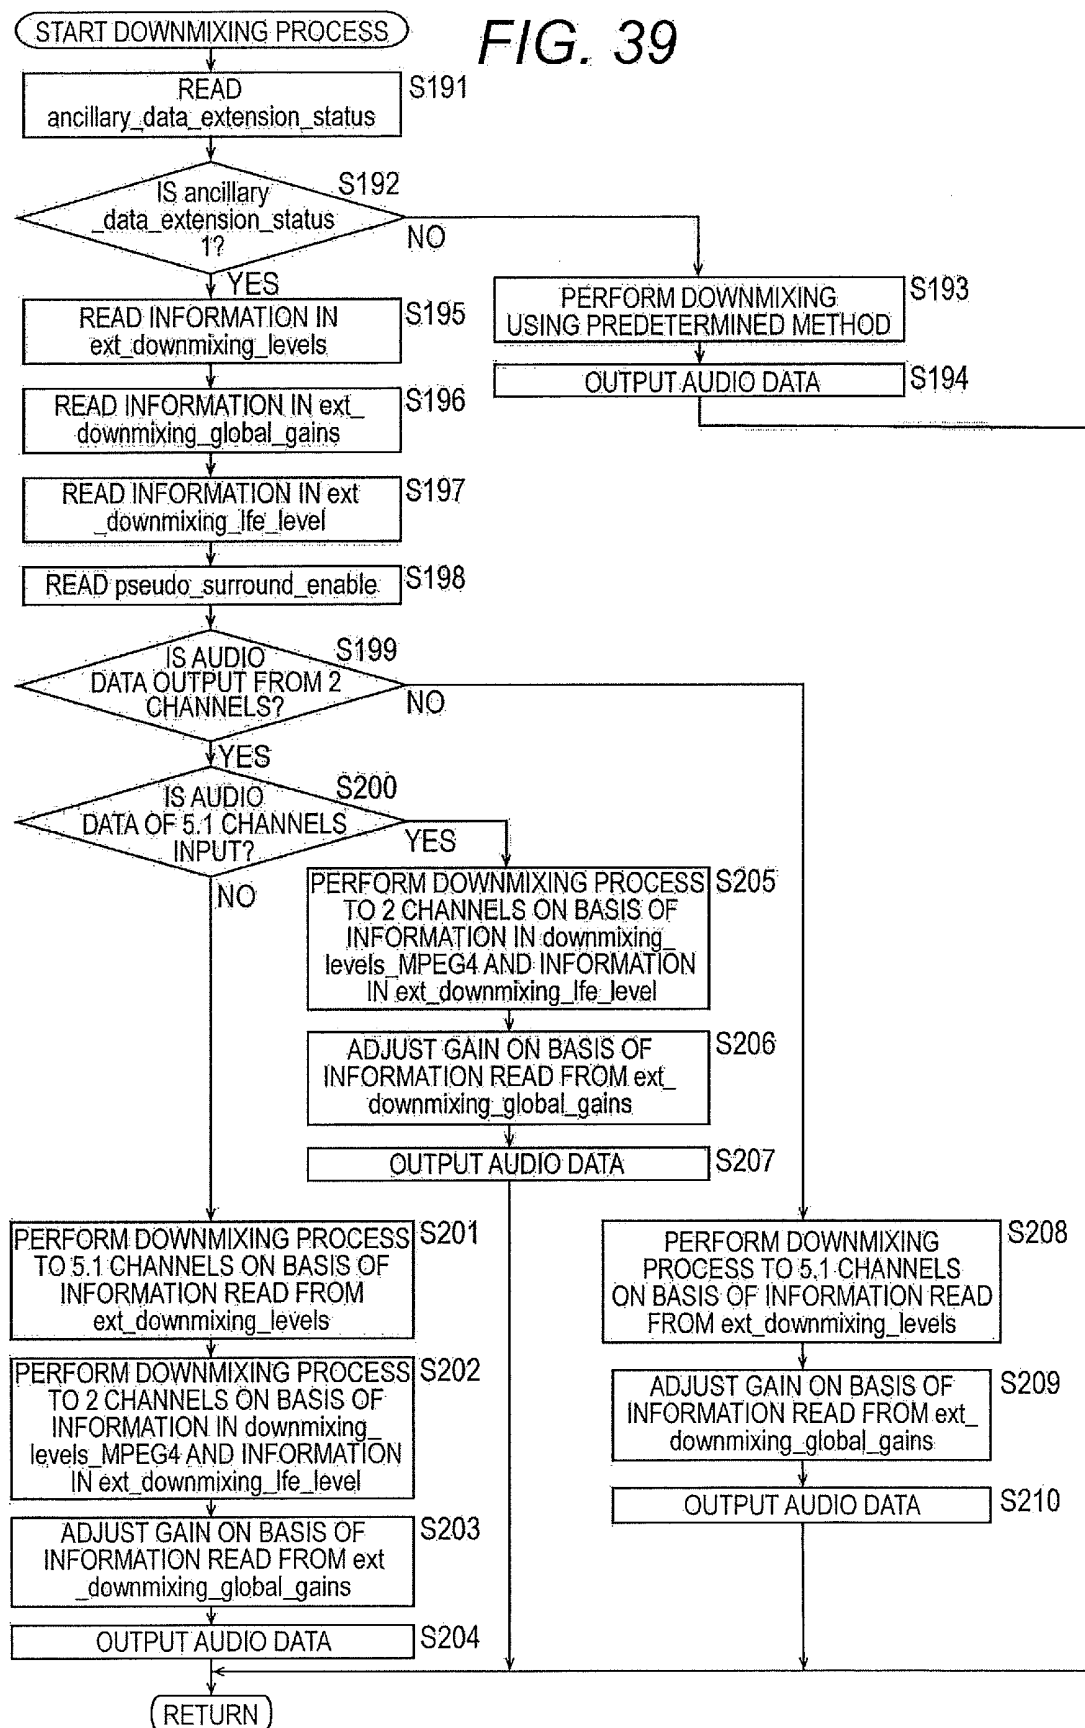 FIG. 39
START DOWNMIXING PROCESS
READ
ancillary_data_extension_status
S191
IS ancillary
_data_extension_status
1?
S192
NO
YES
PERFORM DOWNMIXING
USING PREDETERMINED METHOD
S193
OUTPUT AUDIO DATA
S194
READ INFORMATION IN
ext_downmixing_levels
S195
READ INFORMATION IN ext_
downmixing_global_gains
S196
READ INFORMATION IN ext
_downmixing_lfe_level
S197
READ pseudo_surround_enable
S198
IS AUDIO
DATA OUTPUT FROM 2
CHANNELS?
S199
NO
YES
IS AUDIO
DATA OF 5.1 CHANNELS
INPUT?
S200
YES
NO
PERFORM DOWNMIXING PROCESS
TO 2 CHANNELS ON BASIS OF
INFORMATION IN downmixing_
levels_MPEG4 AND INFORMATION
IN ext_downmixing_lfe_level
S205
ADJUST GAIN ON BASIS OF
INFORMATION READ FROM ext_
downmixing_global_gains
S206
OUTPUT AUDIO DATA
S207
PERFORM DOWNMIXING PROCESS
TO 5.1 CHANNELS ON BASIS OF
INFORMATION READ FROM
ext_downmixing_levels
S201
PERFORM DOWNMIXING PROCESS
TO 2 CHANNELS ON BASIS OF
INFORMATION IN downmixing_
levels_MPEG4 AND INFORMATION
IN ext_downmixing_lfe_level
S202
ADJUST GAIN ON BASIS OF
INFORMATION READ FROM ext
_downmixing_global_gains
S203
OUTPUT AUDIO DATA
S204
PERFORM DOWNMIXING
PROCESS TO 5.1 CHANNELS
ON BASIS OF INFORMATION READ
FROM ext_downmixing_levels
S208
ADJUST GAIN ON BASIS OF
INFORMATION READ FROM ext_
downmixing_global_gains
S209
OUTPUT AUDIO DATA
S210
RETURN